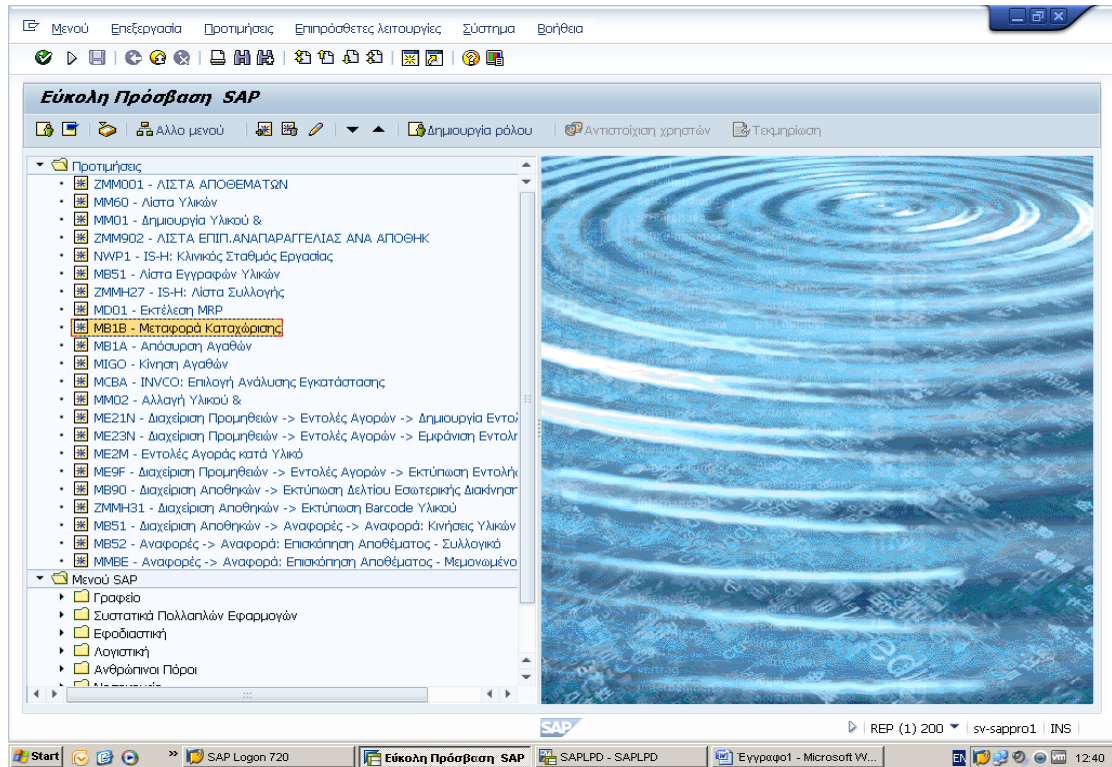 Μενού Επεξεργασία Προτιμήσεις Επιπρόσθετες λειτουργίες Σύστημα Βοήθεια
Εύκολη Πρόσβαση SAP
Άλλο μενού Δημιουργία ρόλου Αντιστοίχιση χρηστών Τεκμηρίωση
Προτιμήσεις
ZMM001 - ΛΙΣΤΑ ΑΠΟΘΕΜΑΤΩΝ
MM60 - Λίστα Υλικών
MM01 - Δημιουργία Υλικού &
ZMM902 - ΛΙΣΤΑ ΕΠΙΠ.ΑΝΑΠΑΡΑΓΓΕΛΙΑΣ ΑΝΑ ΑΠΟΘΗΚ
NWP1 - IS-H: Κλινικός Σταθμός Εργασίας
MB51 - Λίστα Εγγραφών Υλικών
ZMMH27 - IS-H: Λίστα Συλλογής
MD01 - Εκτέλεση MRP
MB1B - Μεταφορά Καταχώρισης
MB1A - Απόσυρση Αγαθών
MIGO - Κίνηση Αγαθών
MCBA - INVCO: Επιλογή Ανάλυσης Εγκατάστασης
MM02 - Αλλαγή Υλικού &
ME21N - Διαχείριση Προμηθειών -> Εντολές Αγορών -> Δημιουργία Εντολ
ME23N - Διαχείριση Προμηθειών -> Εντολές Αγορών -> Εμφάνιση Εντολ
ME2M - Εντολές Αγοράς κατά Υλικό
ME9F - Διαχείριση Προμηθειών -> Εντολές Αγορών -> Εκτύπωση Εντολής
MB90 - Διαχείριση Αποθηκών -> Εκτύπωση Δελτίου Εσωτερικής Διακίνησ
ZMMH31 - Διαχείριση Αποθηκών -> Εκτύπωση Barcode Υλικού
MB51 - Διαχείριση Αποθηκών -> Αναφορές -> Αναφορά: Κινήσεις Υλικών
MB52 - Αναφορές -> Αναφορά: Επισκόπηση Αποθέματος - Συλλογικό
MMBE - Αναφορές -> Αναφορά: Επισκόπηση Αποθέματος - Μεμονωμένο
Μενού SAP
Γραφείο
Συστατικά Πολλαπλών Εφαρμογών
Εφοδιαστική
Λογιστική
Ανθρώπινοι Πόροι
SAP REP (1) 200 sv-sappro1 INS
Start » SAP Logon 720 Εύκολη Πρόσβαση SAP SAPLPD - SAPLPD Έγγραφο1 - Microsoft W... EN 12:40